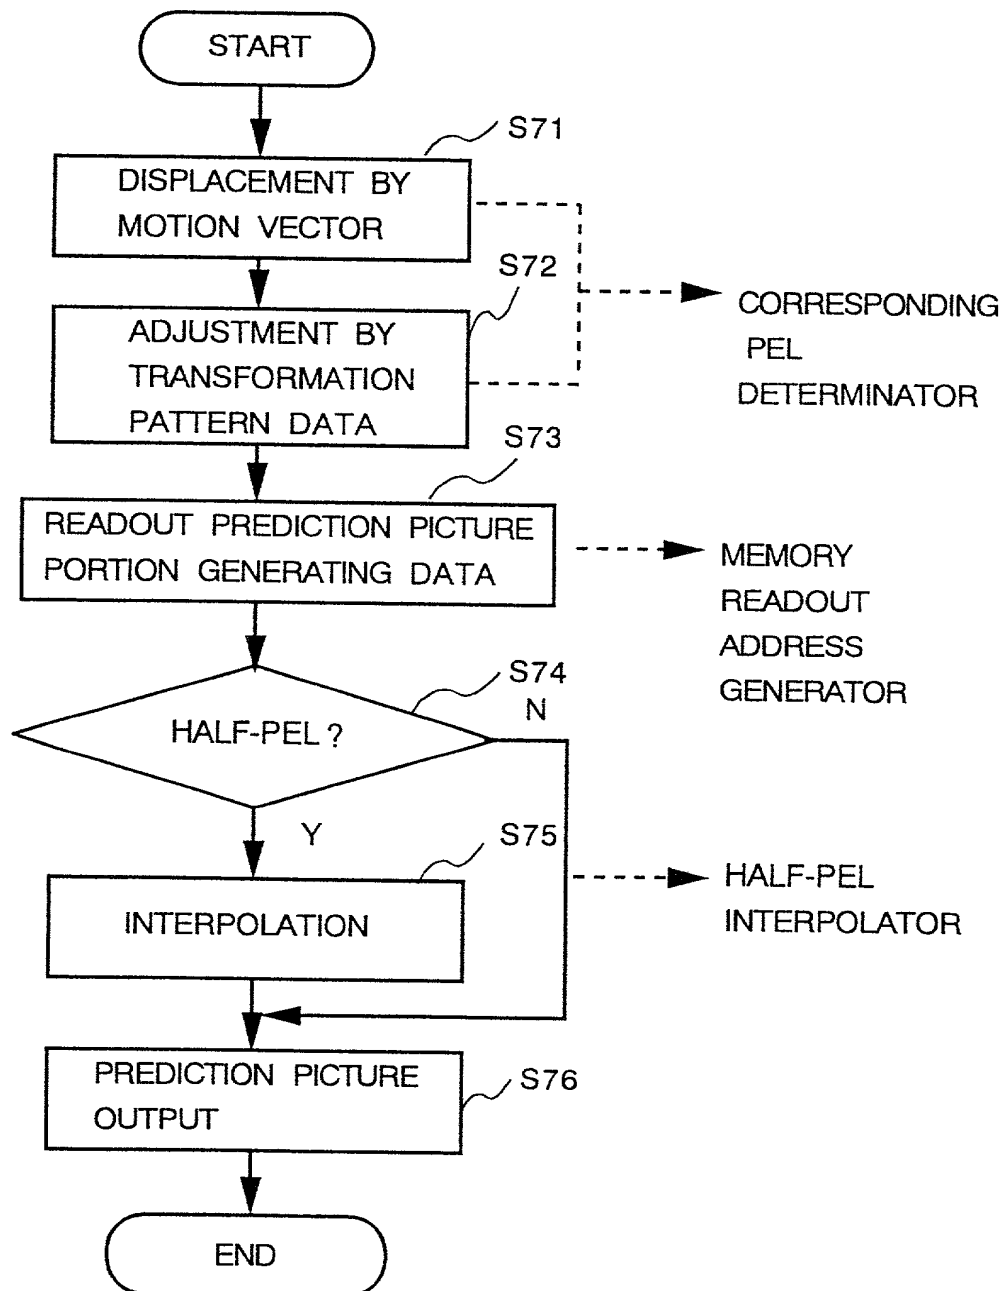 START
S71
DISPLACEMENT BY
MOTION VECTOR
S72
ADJUSTMENT BY
TRANSFORMATION
PATTERN DATA
CORRESPONDING
PEL
DETERMINATOR
S73
READOUT PREDICTION PICTURE
PORTION GENERATING DATA
MEMORY
READOUT
ADDRESS
GENERATOR
S74
HALF-PEL?
N
Y
S75
INTERPOLATION
HALF-PEL
INTERPOLATOR
PREDICTION PICTURE
OUTPUT
S76
END